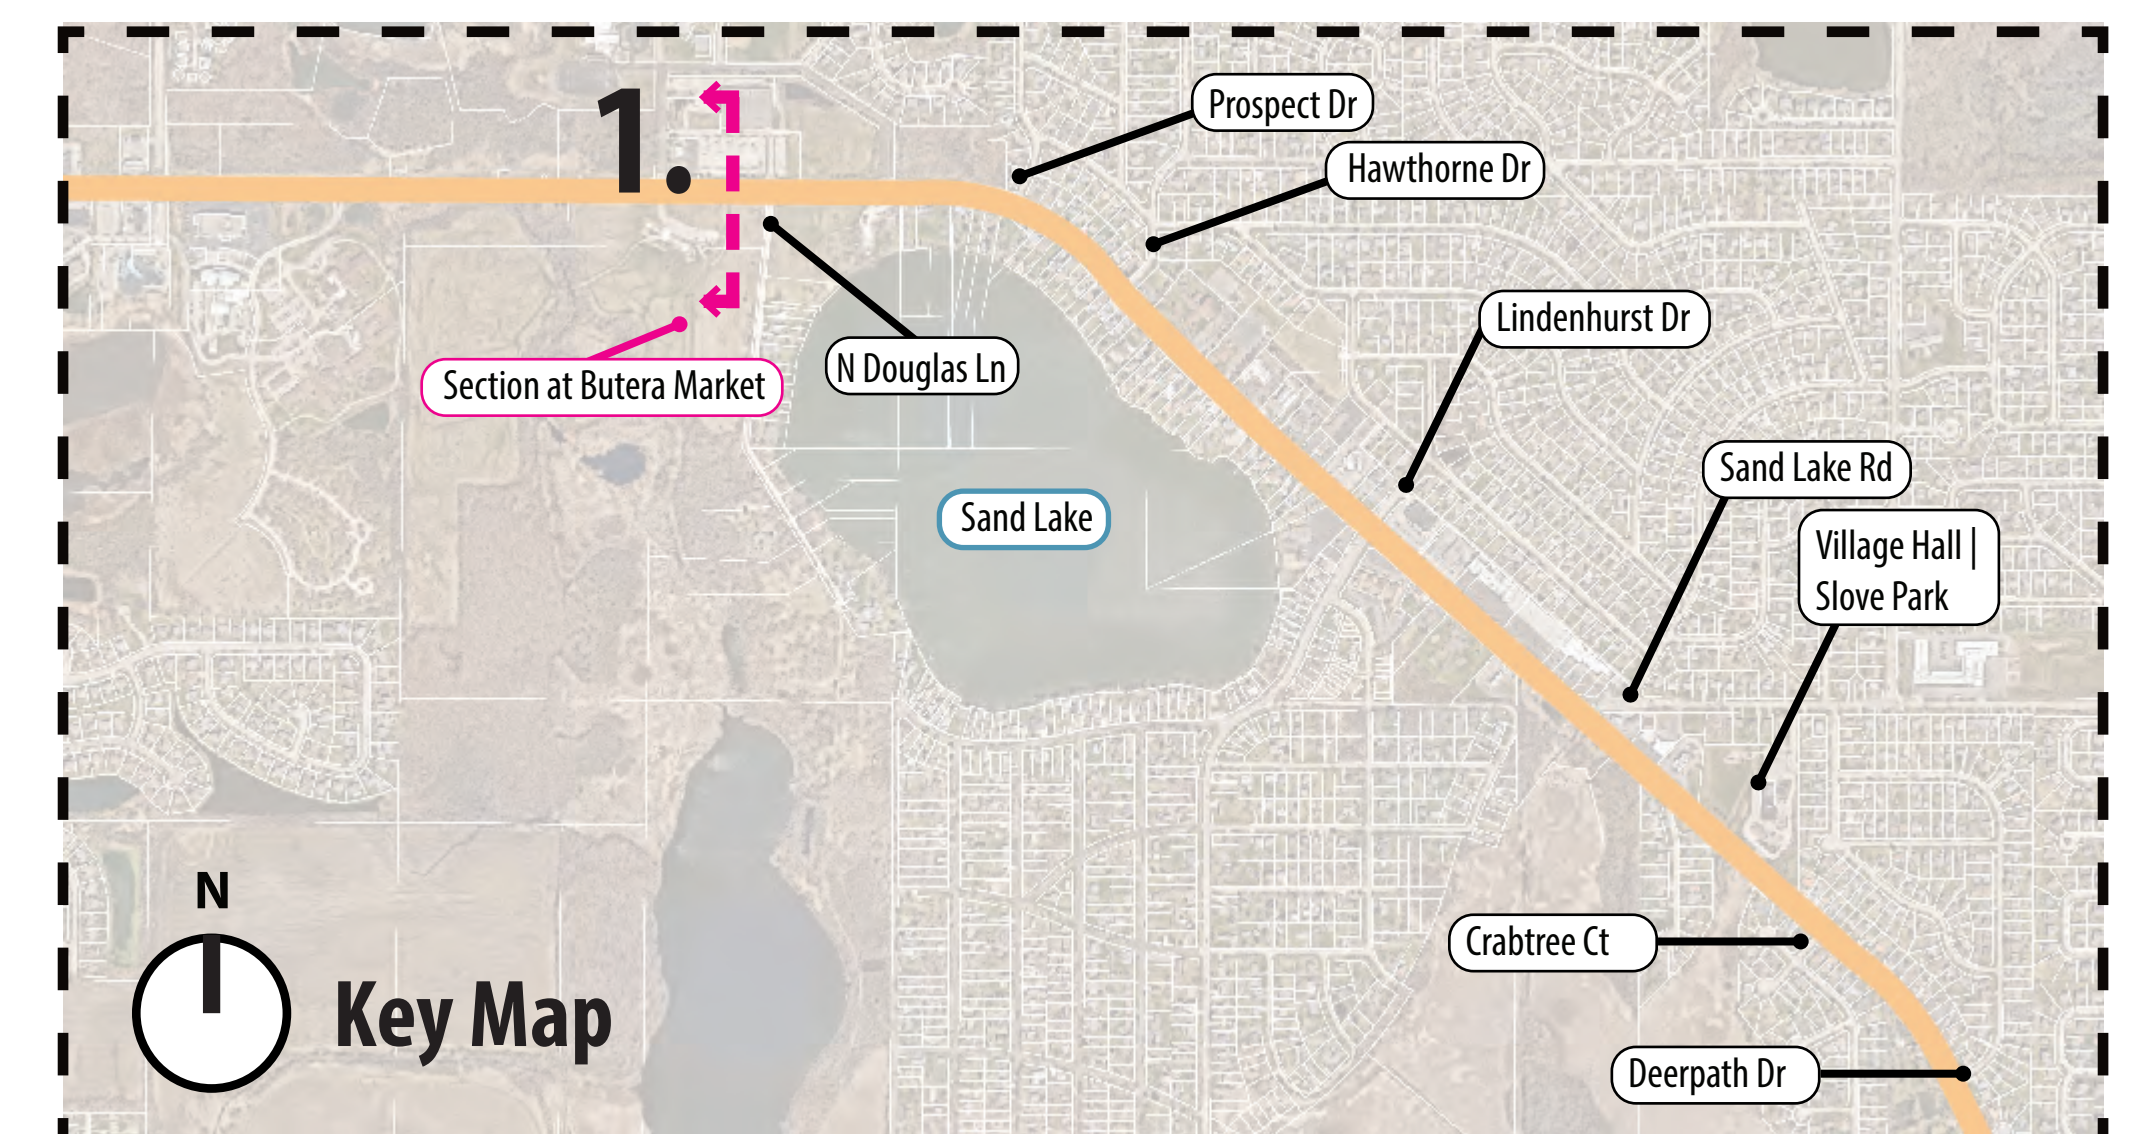 1.
Prospect Dr
Hawthorne Dr
Lindenhurst Dr
N Douglas Ln
Section at Butera Market
Sand Lake Rd
Sand Lake
Village Hall |
Slove Park
N
Key Map
Crabtree Ct
Deerpath Dr